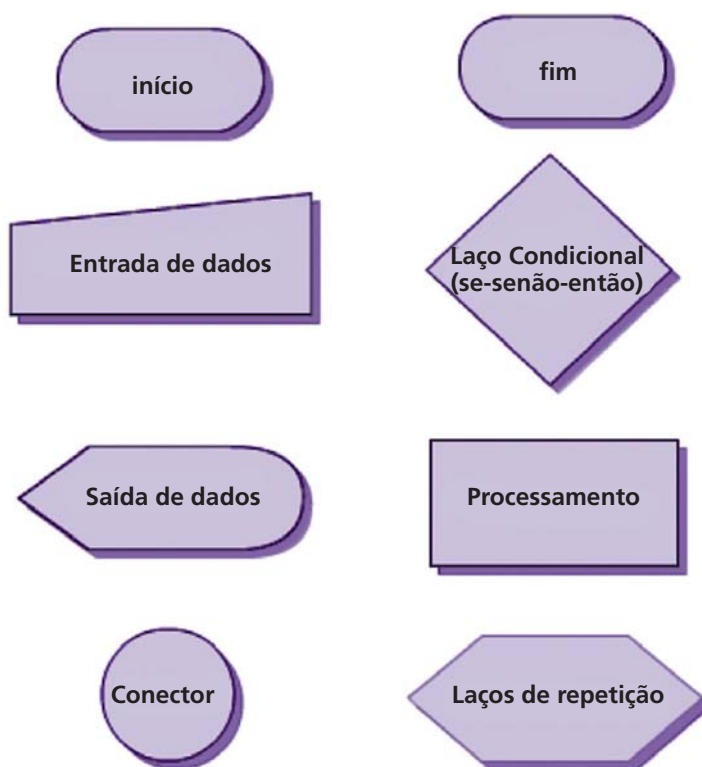 início
fim
Entrada de dados
Laço Condicional
(se-senão-então)
Saída de dados
Processamento
Conector
Laços de repetição